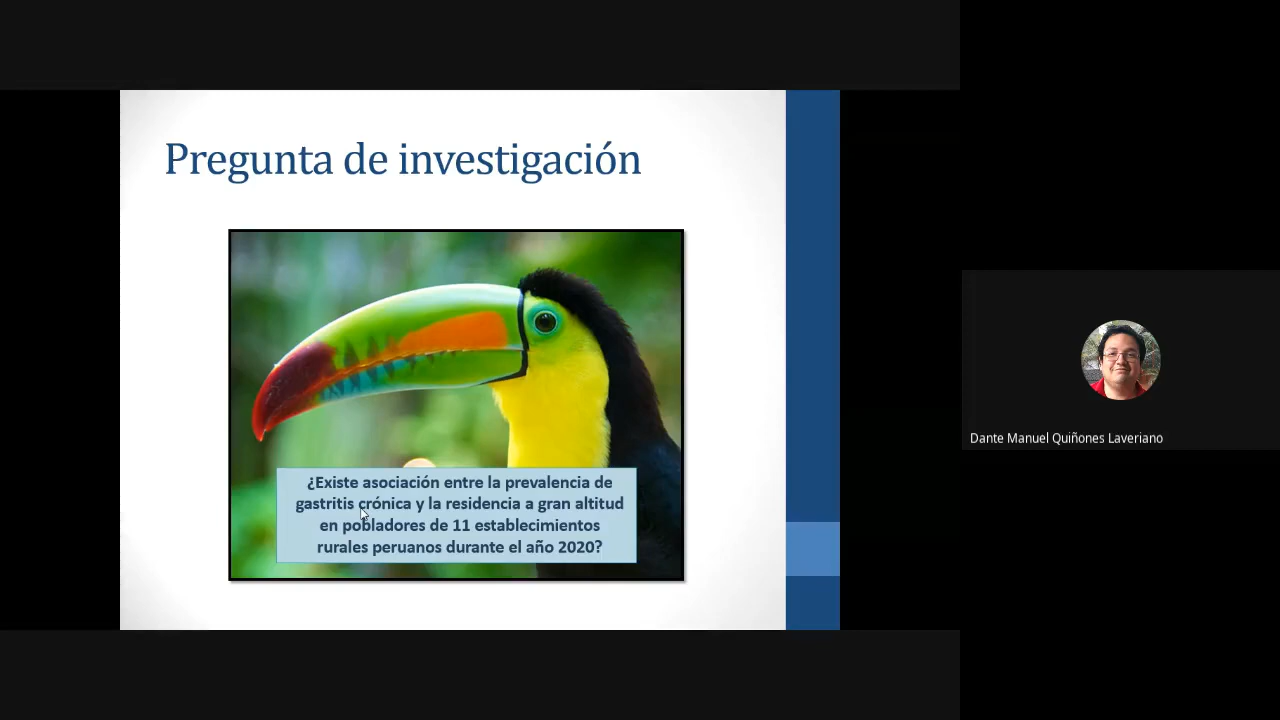 Pregunta de investigación
¿Existe asociación entre la prevalencia de
gastritis crónica y la residencia a gran altitud
en pobladores de 11 establecimientos
rurales peruanos durante el año 2020?
Dante Manuel Quiñones Laveriano